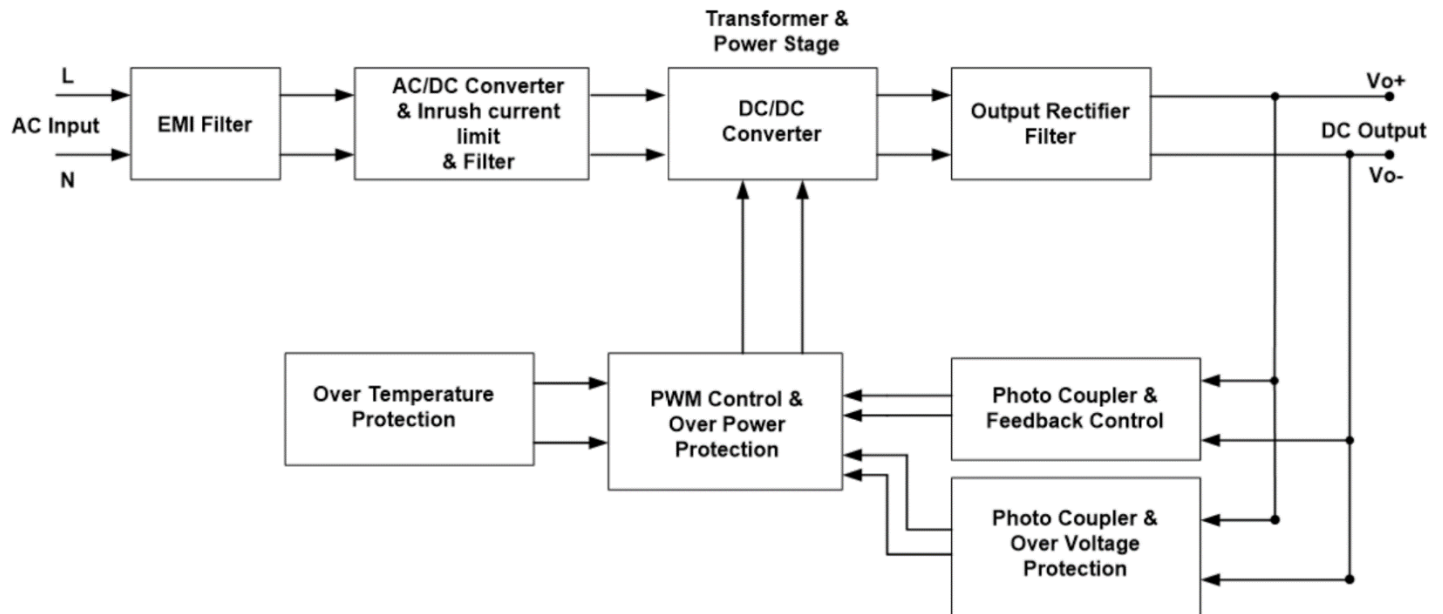 Transformer &
Power Stage
L
AC Input
N
EMI Filter
AC/DC Converter
& Inrush current
limit
& Filter
DC/DC
Converter
Output Rectifier
Filter
Vo+
DC Output
Vo-
Over Temperature
Protection
PWM Control &
Over Power
Protection
Photo Coupler &
Feedback Control
Photo Coupler &
Over Voltage
Protection